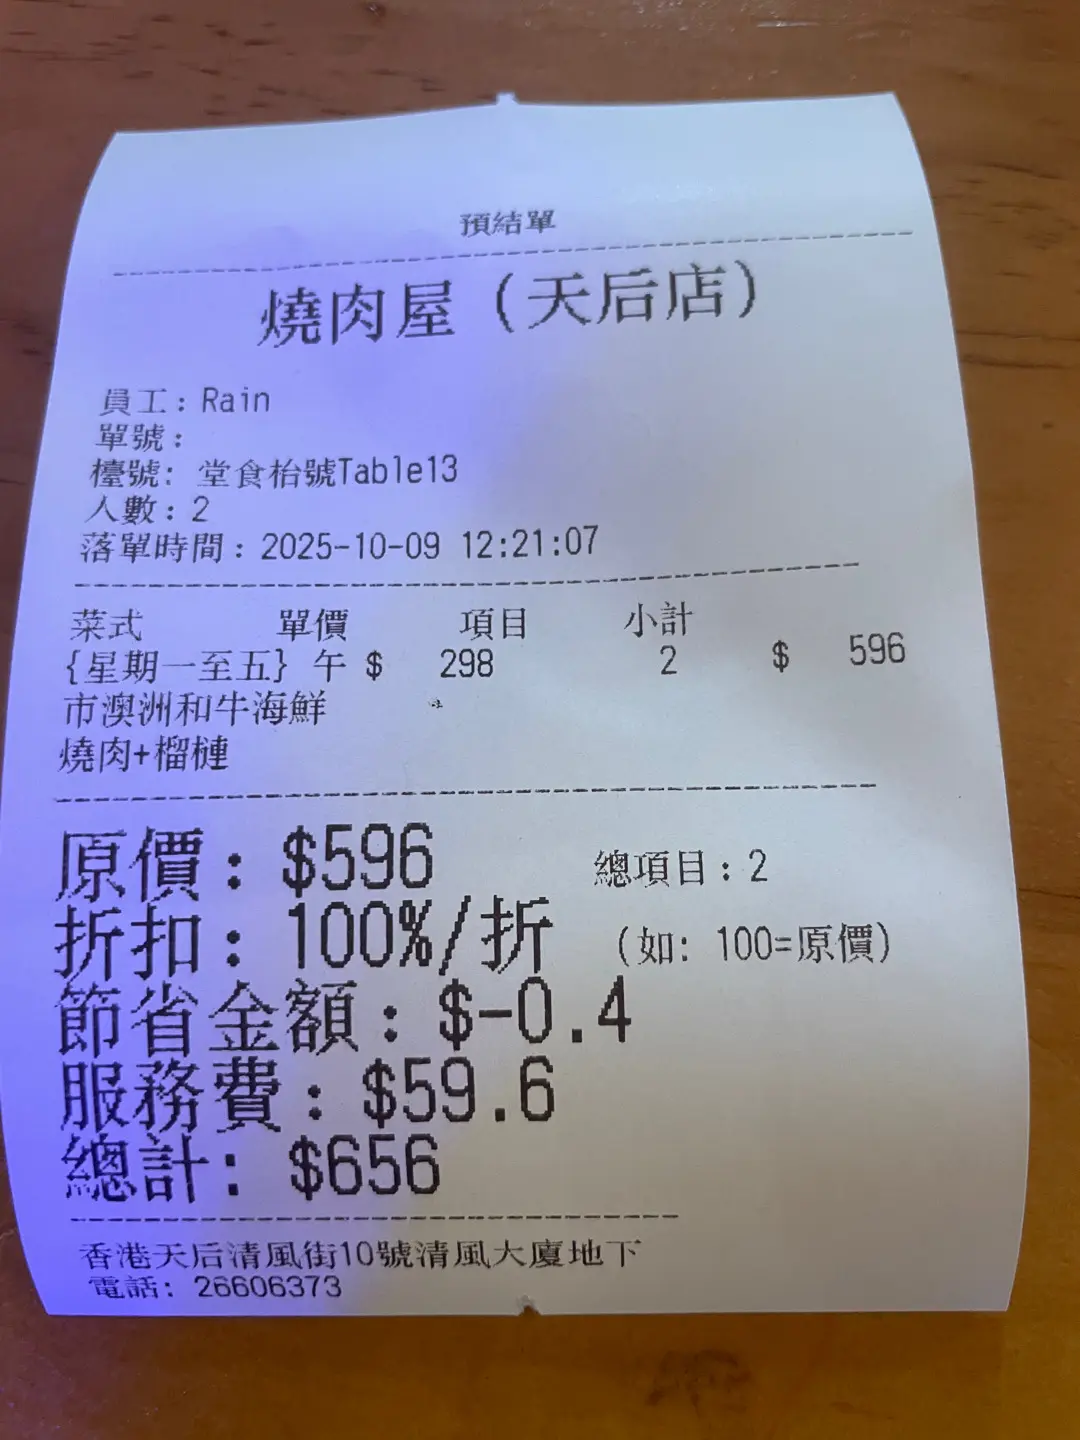 預結單
燒肉屋（天后店）
員工：Rain
單號：
檯號: 堂食枱號Table13
人數：2
落單時間：2025-10-09 12:21:07
菜式 單價 項目 小計
{星期一至五} 午 $ 298 2 $ 596
市澳洲和牛海鮮
燒肉+榴槤
原價：$596 總項目：2
折扣：100%/折 (如: 100=原價)
節省金額：$-0.4
服務費：$59.6
總計：$656
香港天后清風街10號清風大廈地下
電話: 26606373